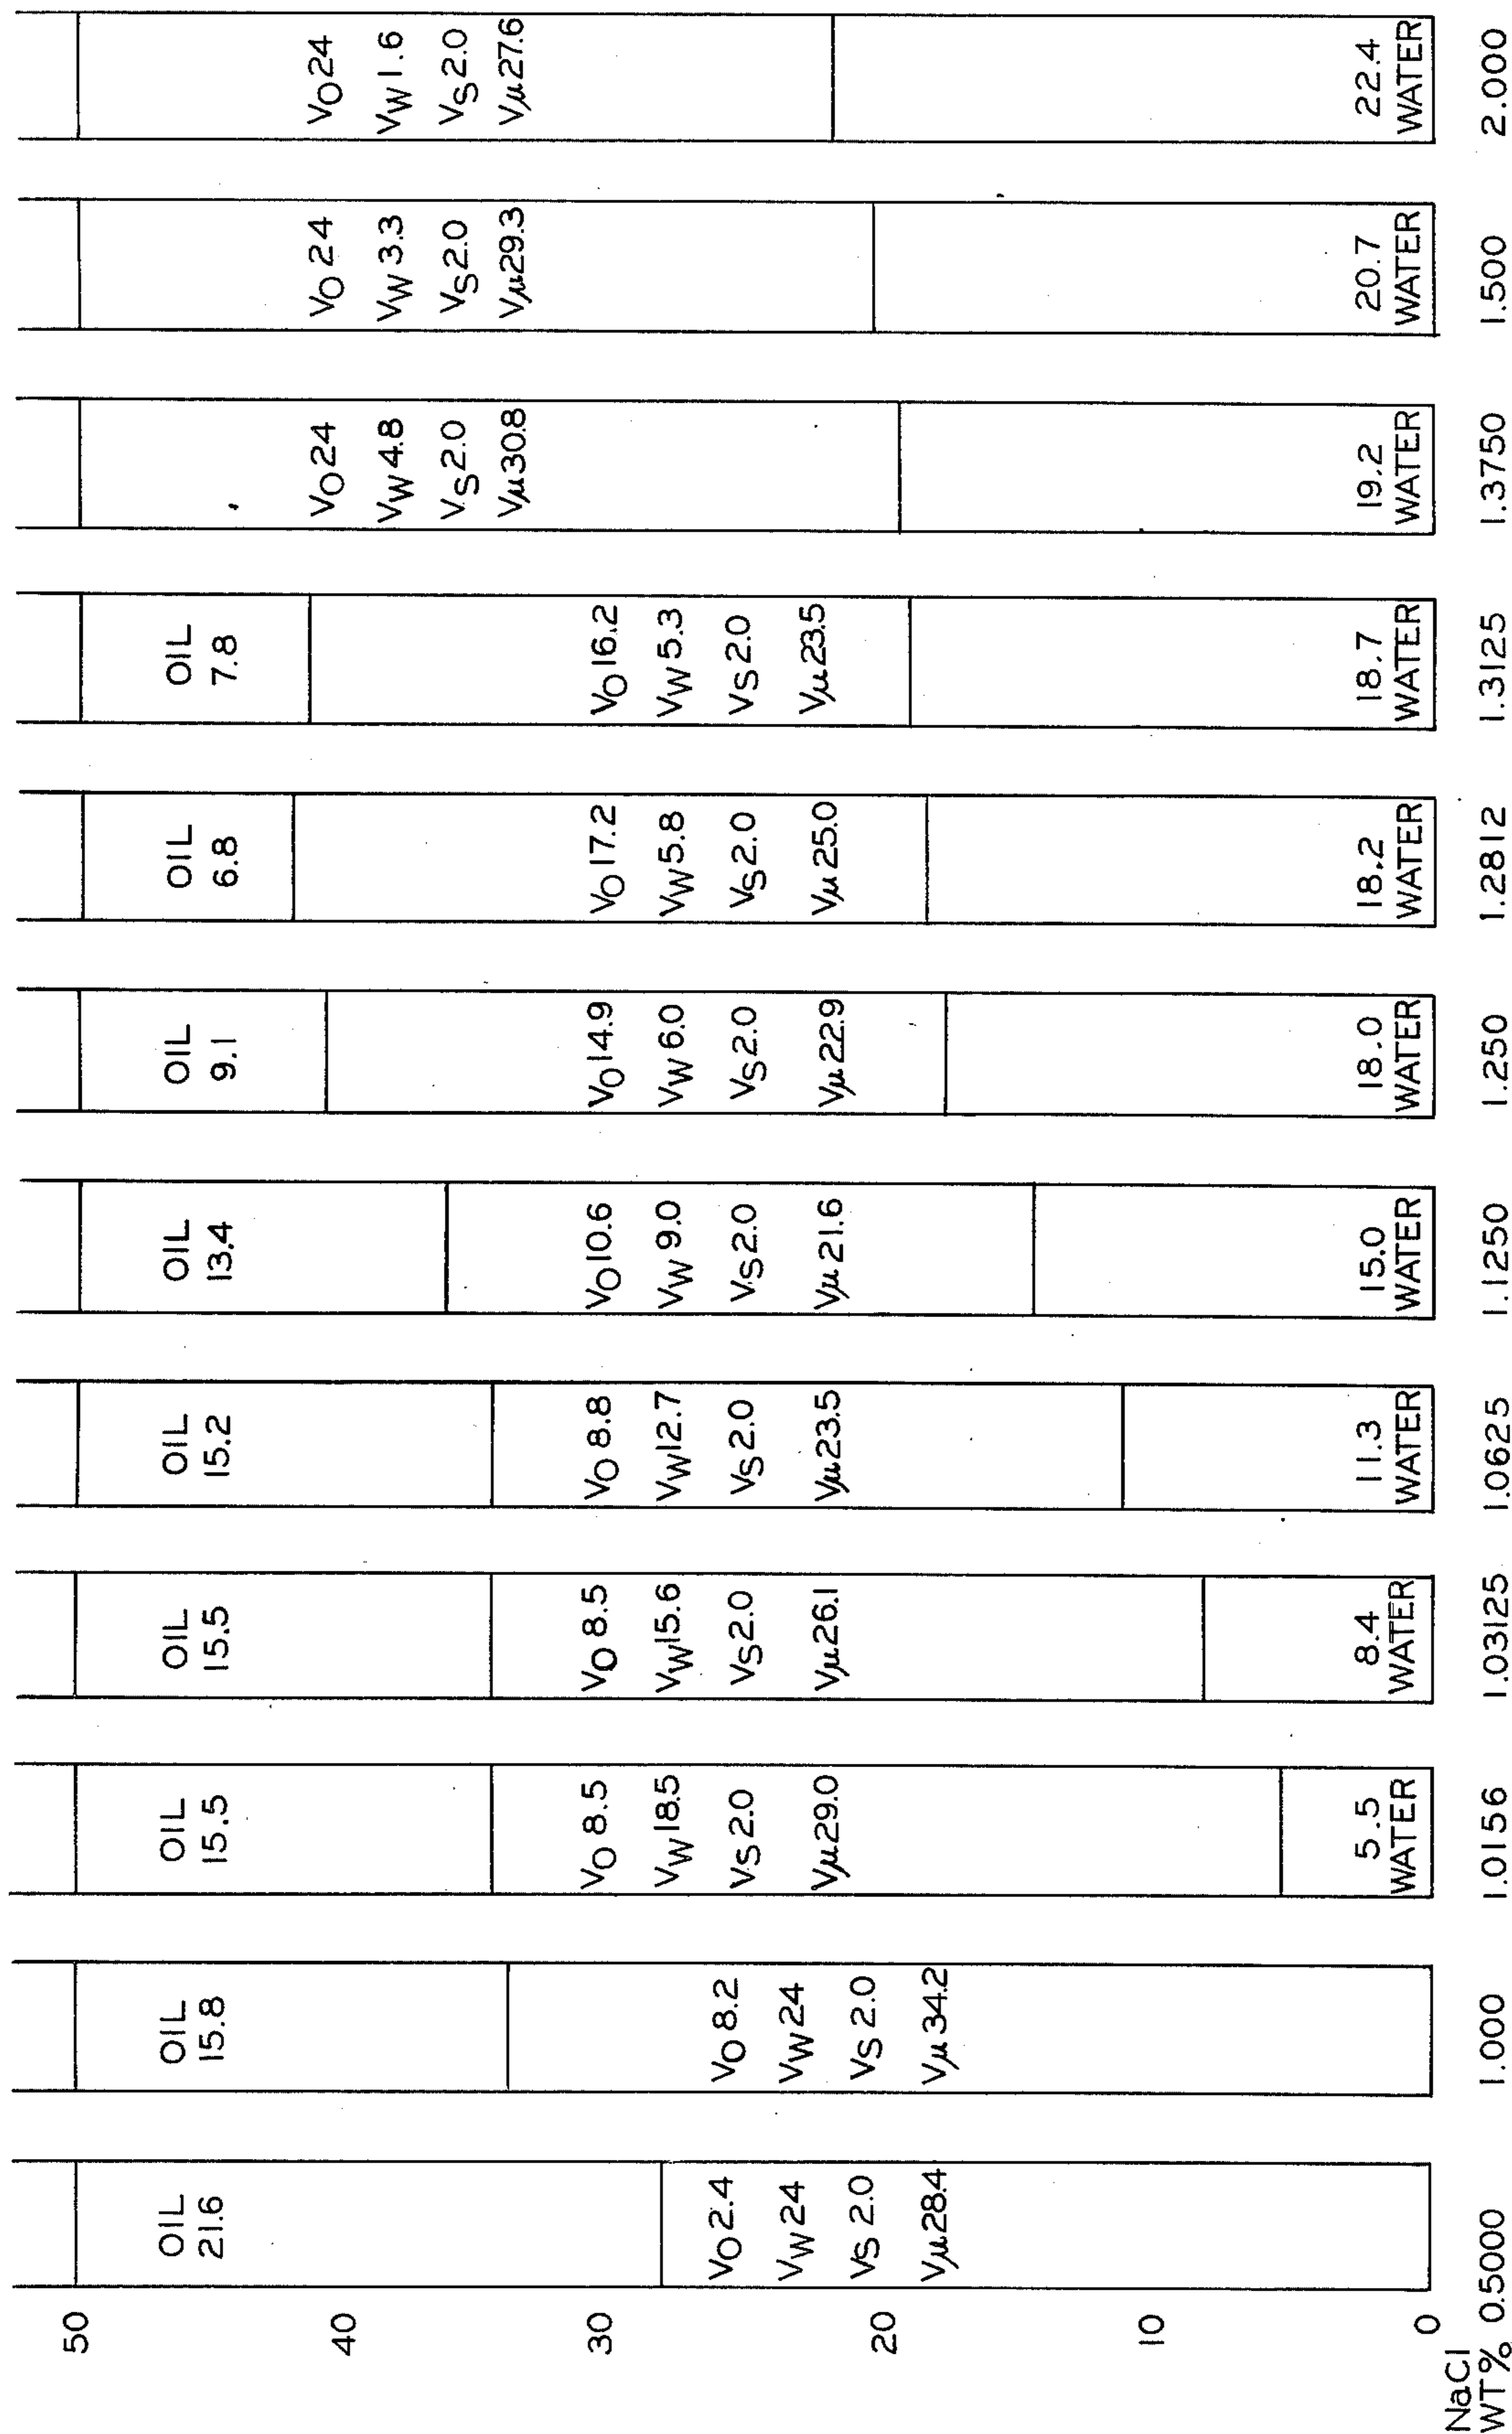 50
40
30
20
10
0
NaCl
WT%
OIL
21.6
VO 2.4
VW 24
VS 2.0
Vμ 28.4
0.5000
OIL
15.8
VO 8.2
VW 24
VS 2.0
Vμ 34.2
1.000
OIL
15.5
VO 8.5
VW 18.5
VS 2.0
Vμ 29.0
5.5
WATER
1.0156
OIL
15.5
VO 8.5
VW 15.6
VS 2.0
Vμ 26.1
8.4
WATER
1.03125
OIL
15.2
VO 8.8
VW 12.7
VS 2.0
Vμ 23.5
11.3
WATER
1.0625
OIL
13.4
VO 10.6
VW 9.0
VS 2.0
Vμ 21.6
15.0
WATER
1.1250
OIL
9.1
VO 14.9
VW 6.0
VS 2.0
Vμ 22.9
18.0
WATER
1.250
OIL
6.8
VO 17.2
VW 5.8
VS 2.0
Vμ 25.0
18.2
WATER
1.2812
OIL
7.8
VO 16.2
VW 5.3
VS 2.0
Vμ 23.5
18.7
WATER
1.3125
VO 24
VW 4.8
VS 2.0
Vμ 30.8
19.2
WATER
1.3750
VO 24
VW 3.3
VS 2.0
Vμ 29.3
20.7
WATER
1.500
VO 24
VW 1.6
VS 2.0
Vμ 27.6
22.4
WATER
2.000